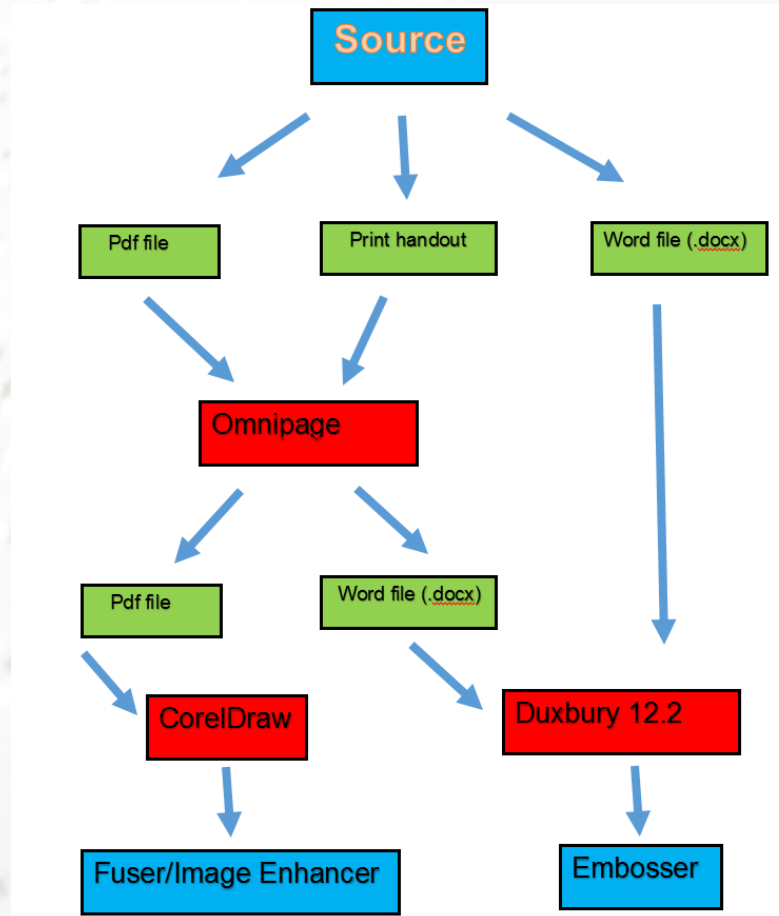 Source
Pdf file
Print handout
Word file (.docx)
Omnipage
Pdf file
Word file (.docx)
CorelDraw
Duxbury 12.2
Fuser/Image Enhancer
Embosser